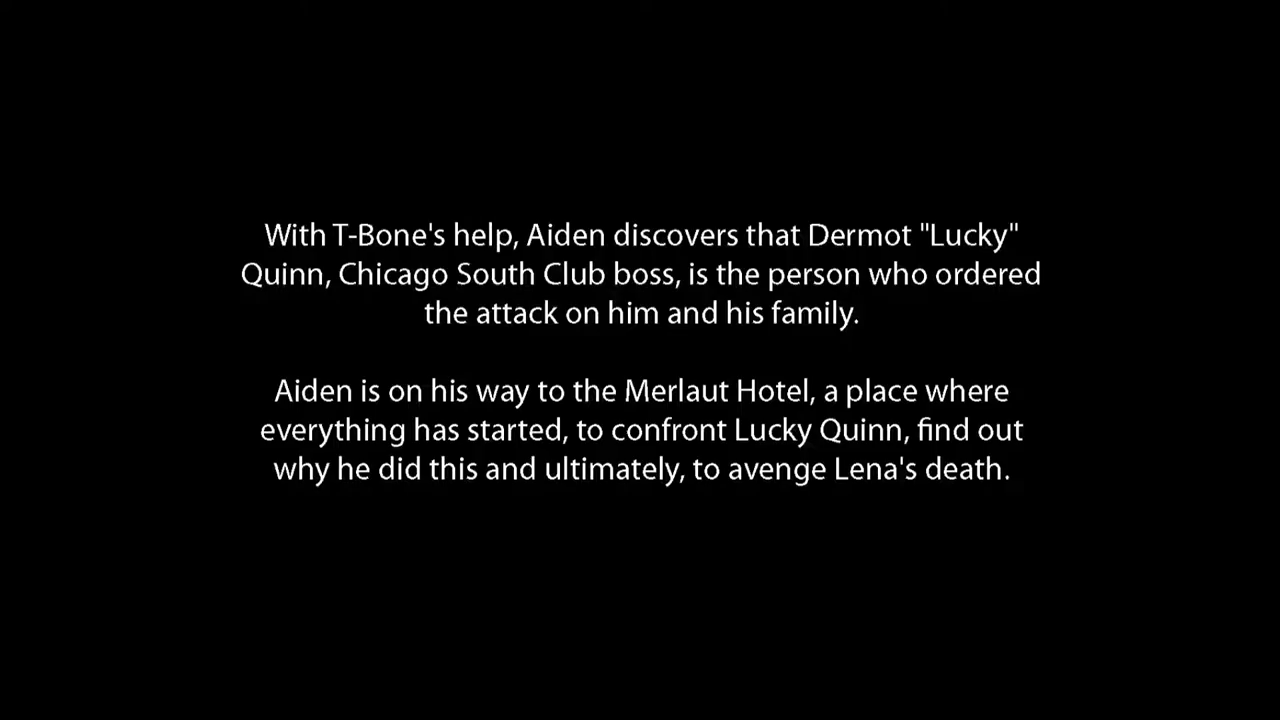 With T-Bone's help, Aiden discovers that Dermot "Lucky"
Quinn, Chicago South Club boss, is the person who ordered
the attack on him and his family.
Aiden is on his way to the Merlaut Hotel, a place where
everything has started, to confront Lucky Quinn, find out
why he did this and ultimately, to avenge Lena's death.